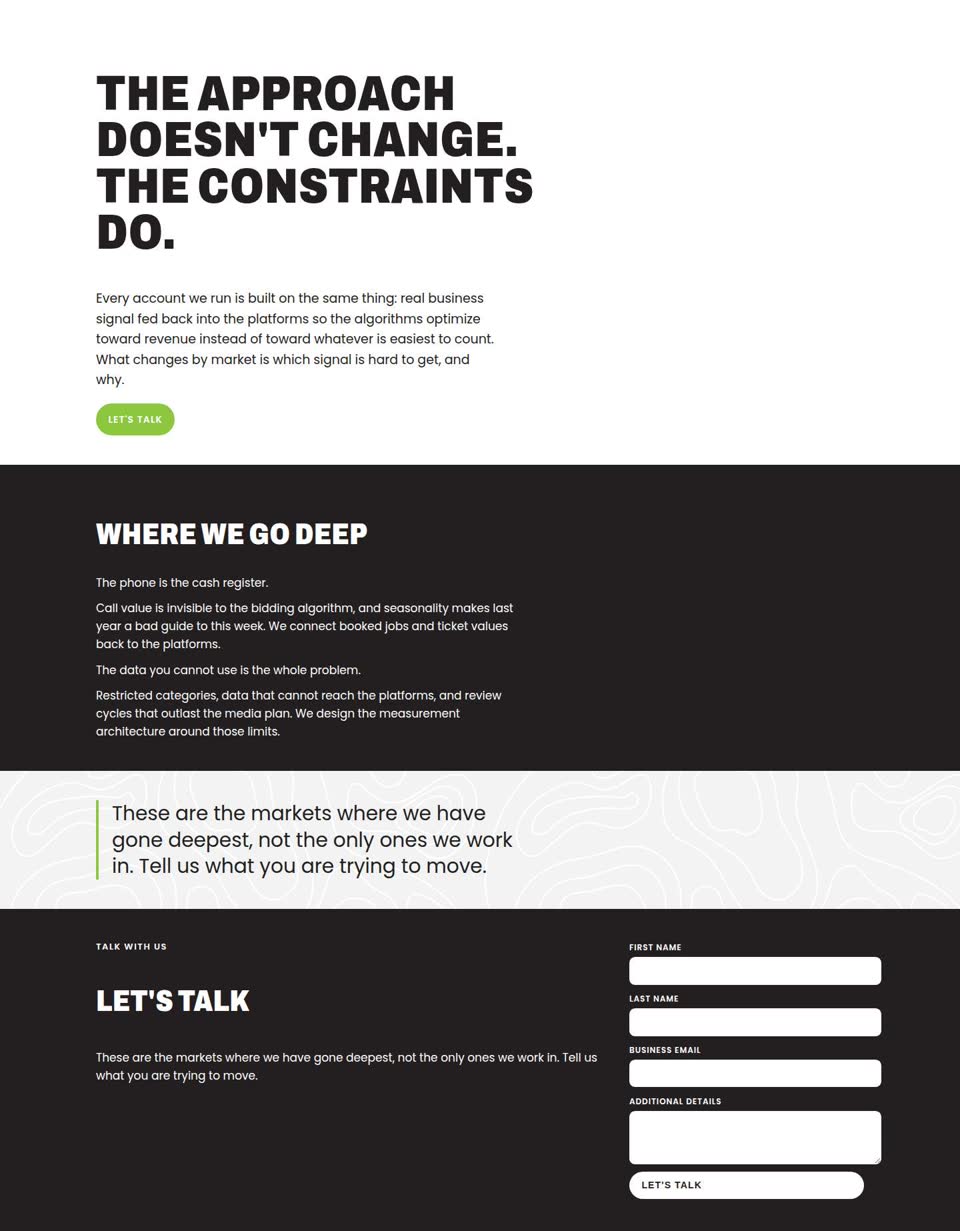 THE APPROACH
DOESN'T CHANGE.
THE CONSTRAINTS
DO.
Every account we run is built on the same thing: real business
signal fed back into the platforms so the algorithms optimize
toward revenue instead of toward whatever is easiest to count.
What changes by market is which signal is hard to get, and
why.
LET'S TALK
WHERE WE GO DEEP
The phone is the cash register.
Call value is invisible to the bidding algorithm, and seasonality makes last
year a bad guide to this week. We connect booked jobs and ticket values
back to the platforms.
The data you cannot use is the whole problem.
Restricted categories, data that cannot reach the platforms, and review
cycles that outlast the media plan. We design the measurement
architecture around those limits.
These are the markets where we have
gone deepest, not the only ones we work
in. Tell us what you are trying to move.
TALK WITH US
LET'S TALK
These are the markets where we have gone deepest, not the only ones we work in. Tell us
what you are trying to move.
FIRST NAME
LAST NAME
BUSINESS EMAIL
ADDITIONAL DETAILS
LET'S TALK